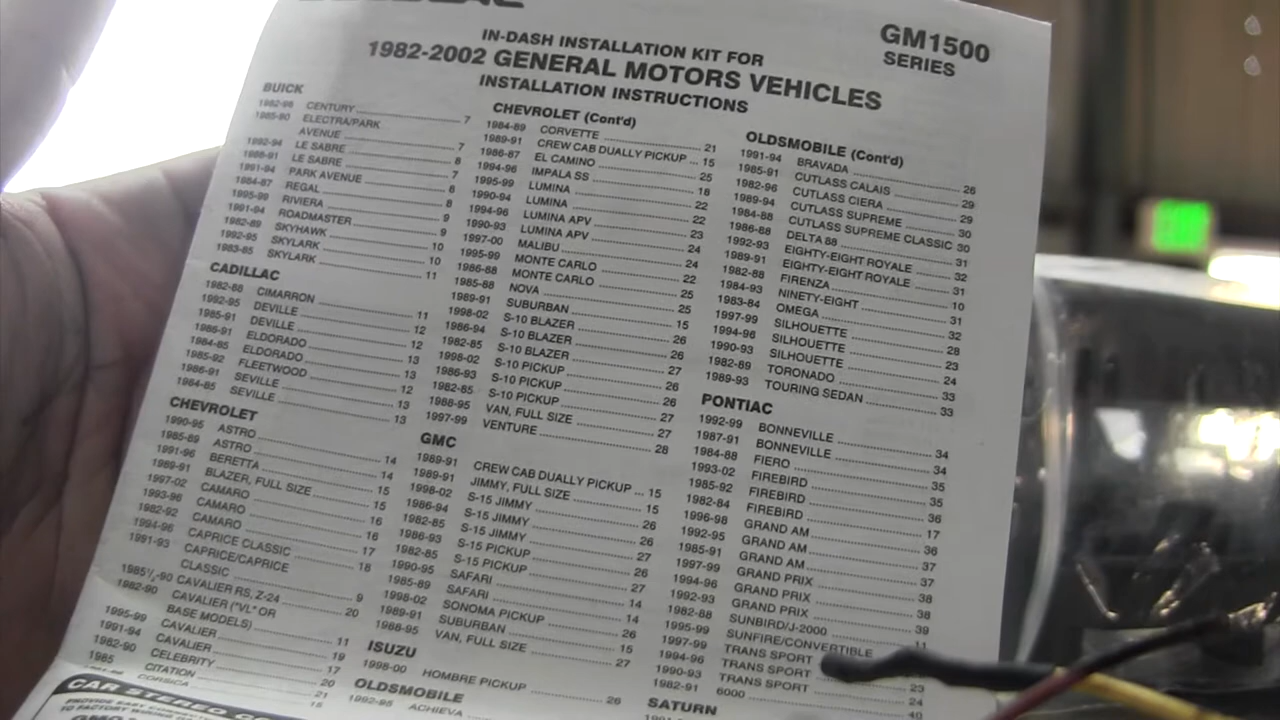 GM1500
SERIES
IN-DASH INSTALLATION KIT FOR
1982-2002 GENERAL MOTORS VEHICLES
INSTALLATION INSTRUCTIONS
BUICK
1982-96 CENTURY 7
1985-90 ELECTRA/PARK
AVENUE 7
1992-94 LE SABRE 8
1986-91 LE SABRE 7
1991-94 PARK AVENUE 8
1984-87 REGAL 8
1995-99 RIVIERA 9
1991-94 ROADMASTER 9
1982-89 SKYHAWK 10
1992-95 SKYLARK 10
1983-85 SKYLARK 11
CADILLAC
1982-88 CIMARRON 11
1992-95 DEVILLE 12
1985-91 DEVILLE 12
1986-91 ELDORADO 13
1984-85 ELDORADO 13
1985-92 FLEETWOOD 12
1986-91 SEVILLE 13
1984-85 SEVILLE 13
CHEVROLET
1990-95 ASTRO 14
1985-89 ASTRO 14
1991-96 BERETTA 15
1989-91 BLAZER, FULL SIZE 15
1997-02 CAMARO 16
1993-96 CAMARO 16
1982-92 CAMARO 17
1994-96 CAPRICE CLASSIC 18
1991-93 CAPRICE/CAPRICE
CLASSIC 9
1985½-90 CAVALIER RS, Z-24 20
1982-90 CAVALIER ("VL" OR
BASE MODELS) 11
1995-99 CAVALIER 19
1991-94 CAVALIER 17
1982-90 CELEBRITY 20
1985 CITATION 21
CORSICA 15
CAR STEREO
CHEVROLET (Cont'd)
1984-89 CORVETTE 21
1989-91 CREW CAB DUALLY PICKUP 15
1986-87 EL CAMINO 25
1994-96 IMPALA SS 18
1995-99 LUMINA 22
1990-94 LUMINA 22
1994-96 LUMINA APV 23
1990-93 LUMINA APV 24
1997-00 MALIBU 24
1995-99 MONTE CARLO 22
1986-88 MONTE CARLO 25
1985-88 NOVA 25
1989-91 SUBURBAN 15
1998-02 S-10 BLAZER 26
1986-94 S-10 BLAZER 26
1982-85 S-10 BLAZER 27
1998-02 S-10 PICKUP 26
1986-93 S-10 PICKUP 26
1982-85 S-10 PICKUP 27
1988-95 VAN, FULL SIZE 27
1997-99 VENTURE 28
GMC
1989-91 CREW CAB DUALLY PICKUP 15
1989-91 JIMMY, FULL SIZE 15
1998-02 S-15 JIMMY 26
1986-94 S-15 JIMMY 26
1982-85 S-15 JIMMY 27
1986-93 S-15 PICKUP 26
1982-85 S-15 PICKUP 27
1990-95 SAFARI 14
1985-89 SAFARI 14
1998-02 SONOMA PICKUP 26
1989-91 SUBURBAN 15
1988-95 VAN, FULL SIZE 27
ISUZU
1998-00 HOMBRE PICKUP 26
OLDSMOBILE
1992-95 ACHIEVA
OLDSMOBILE (Cont'd)
1991-94 BRAVADA 26
1985-91 CUTLASS CALAIS 29
1982-96 CUTLASS CIERA 29
1989-94 CUTLASS SUPREME 30
1984-88 CUTLASS SUPREME CLASSIC 30
1986-88 DELTA 88 31
1992-93 EIGHTY-EIGHT ROYALE 32
1989-91 EIGHTY-EIGHT ROYALE 31
1982-88 FIRENZA 10
1984-93 NINETY-EIGHT 31
1983-84 OMEGA 32
1997-99 SILHOUETTE 28
1994-96 SILHOUETTE 23
1990-93 SILHOUETTE 24
1982-89 TORONADO 33
1989-93 TOURING SEDAN 33
PONTIAC
1992-99 BONNEVILLE 34
1987-91 BONNEVILLE 34
1984-88 FIERO 35
1993-02 FIREBIRD 35
1985-92 FIREBIRD 36
1982-84 FIREBIRD 17
1996-98 GRAND AM 36
1992-95 GRAND AM 37
1985-91 GRAND AM 37
1997-99 GRAND PRIX 38
1994-96 GRAND PRIX 38
1992-93 GRAND PRIX 39
1982-88 SUNBIRD/J-2000 11
1995-99 SUNFIRE/CONVERTIBLE
1997-99 TRANS SPORT
1994-96 TRANS SPORT 23
1990-93 TRANS SPORT 24
1982-91 6000 40
SATURN